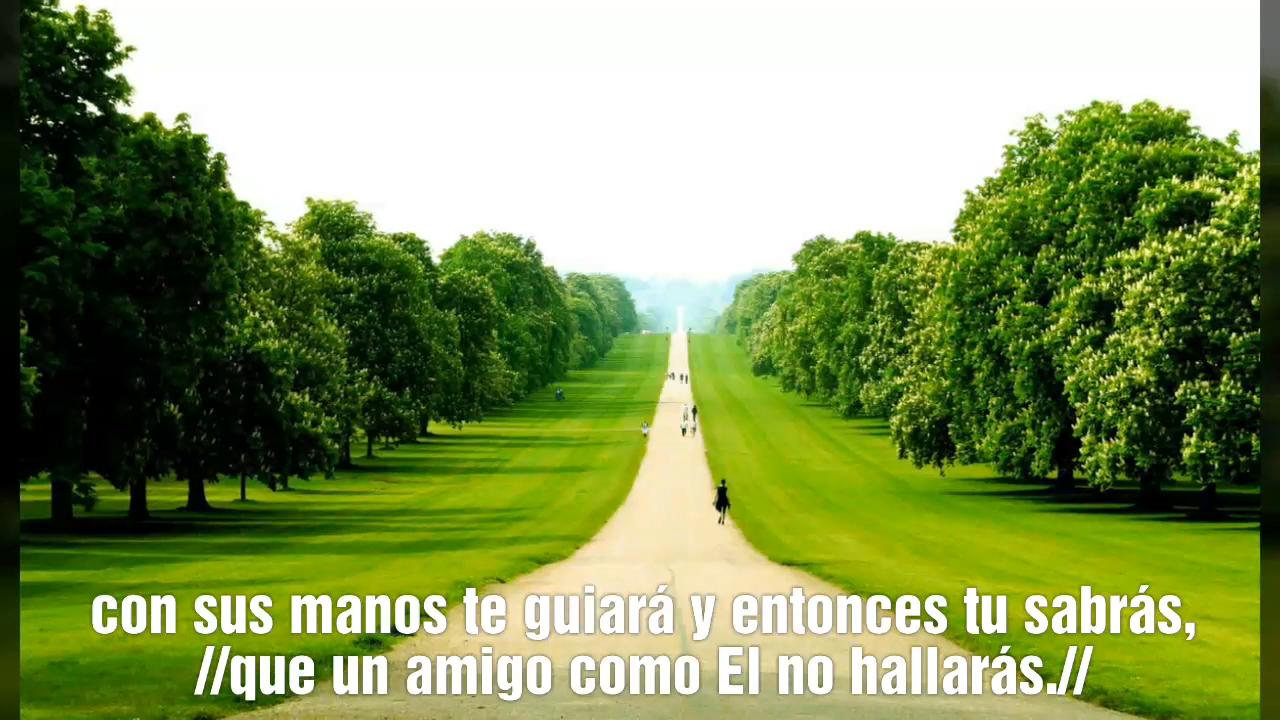 con sus manos te guiará y entonces tu sabrás,
//que un amigo como El no hallarás.//